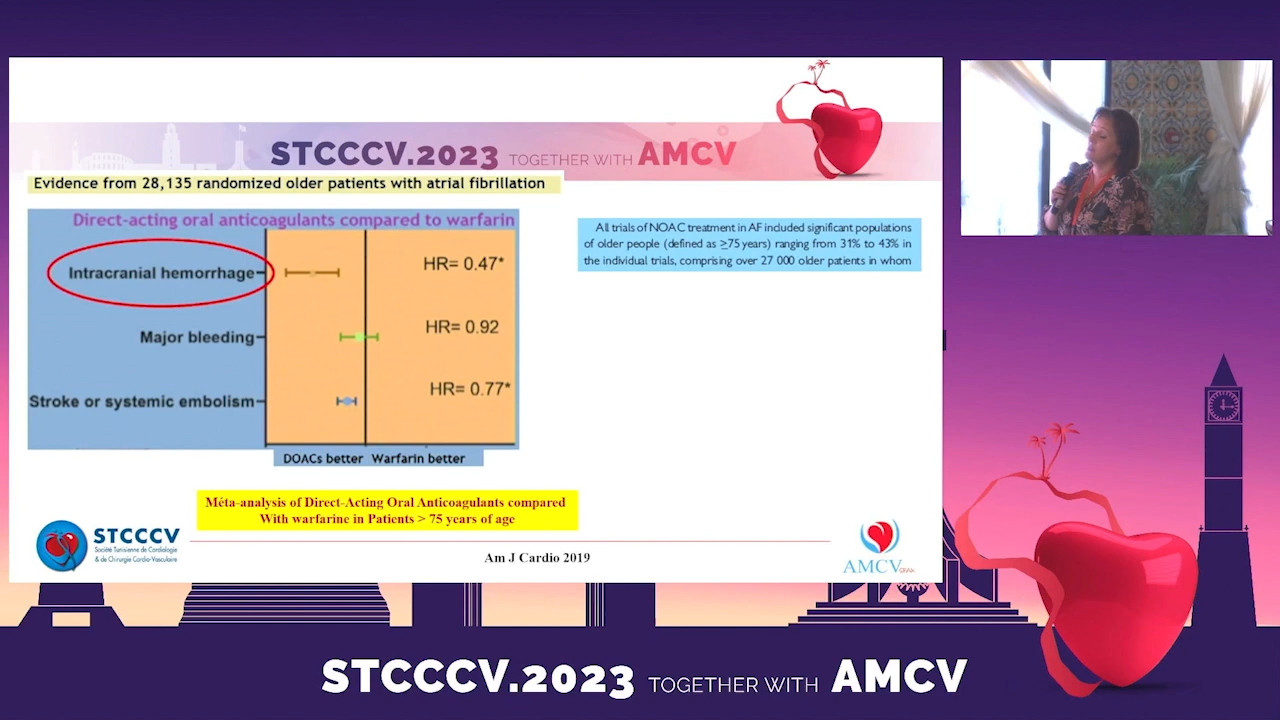 STCCCV.2023 TOGETHER WITH AMCV
Evidence from 28,135 randomized older patients with atrial fibrillation
Direct-acting oral anticoagulants compared to warfarin
Intracranial hemorrhage
HR= 0.47*
Major bleeding
HR= 0.92
Stroke or systemic embolism
HR= 0.77*
DOACs better Warfarin better
All trials of NOAC treatment in AF included significant populations
of older people (defined as ≥75 years) ranging from 31% to 43% in
the individual trials, comprising over 27 000 older patients in whom
Méta-analysis of Direct-Acting Oral Anticoagulants compared
With warfarine in Patients > 75 years of age
STCCCV
Société Tunisienne de Cardiologie
& de Chirurgie Cardio-Vasculaire
Am J Cardio 2019
AMCV
STCCCV.2023 TOGETHER WITH AMCV